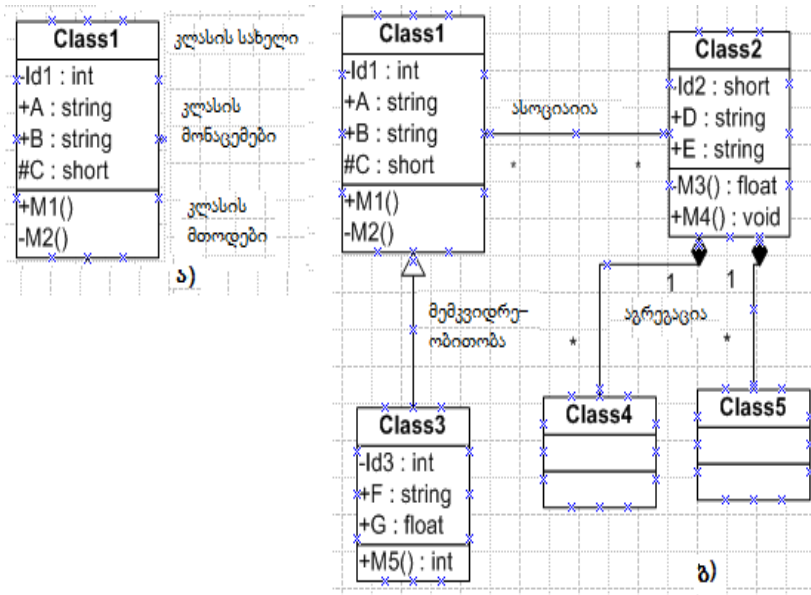 Class1
-Id1 : int
+A : string
+B : string
#C : short
+M1()
-M2()
კლასის სახელი
კლასის
მონაცემები
კლასის
მთოდები
ა)
Class1
-Id1 : int
+A : string
+B : string
#C : short
+M1()
-M2()
ასოციაიია
*
*
Class2
-Id2 : short
+D : string
+E : string
-M3() : float
+M4() : void
მემკვიდრე–
ობითობა
1
1
აგრეგაცია
*
*
Class3
-Id3 : int
+F : string
+G : float
+M5() : int
Class4
Class5
გ)